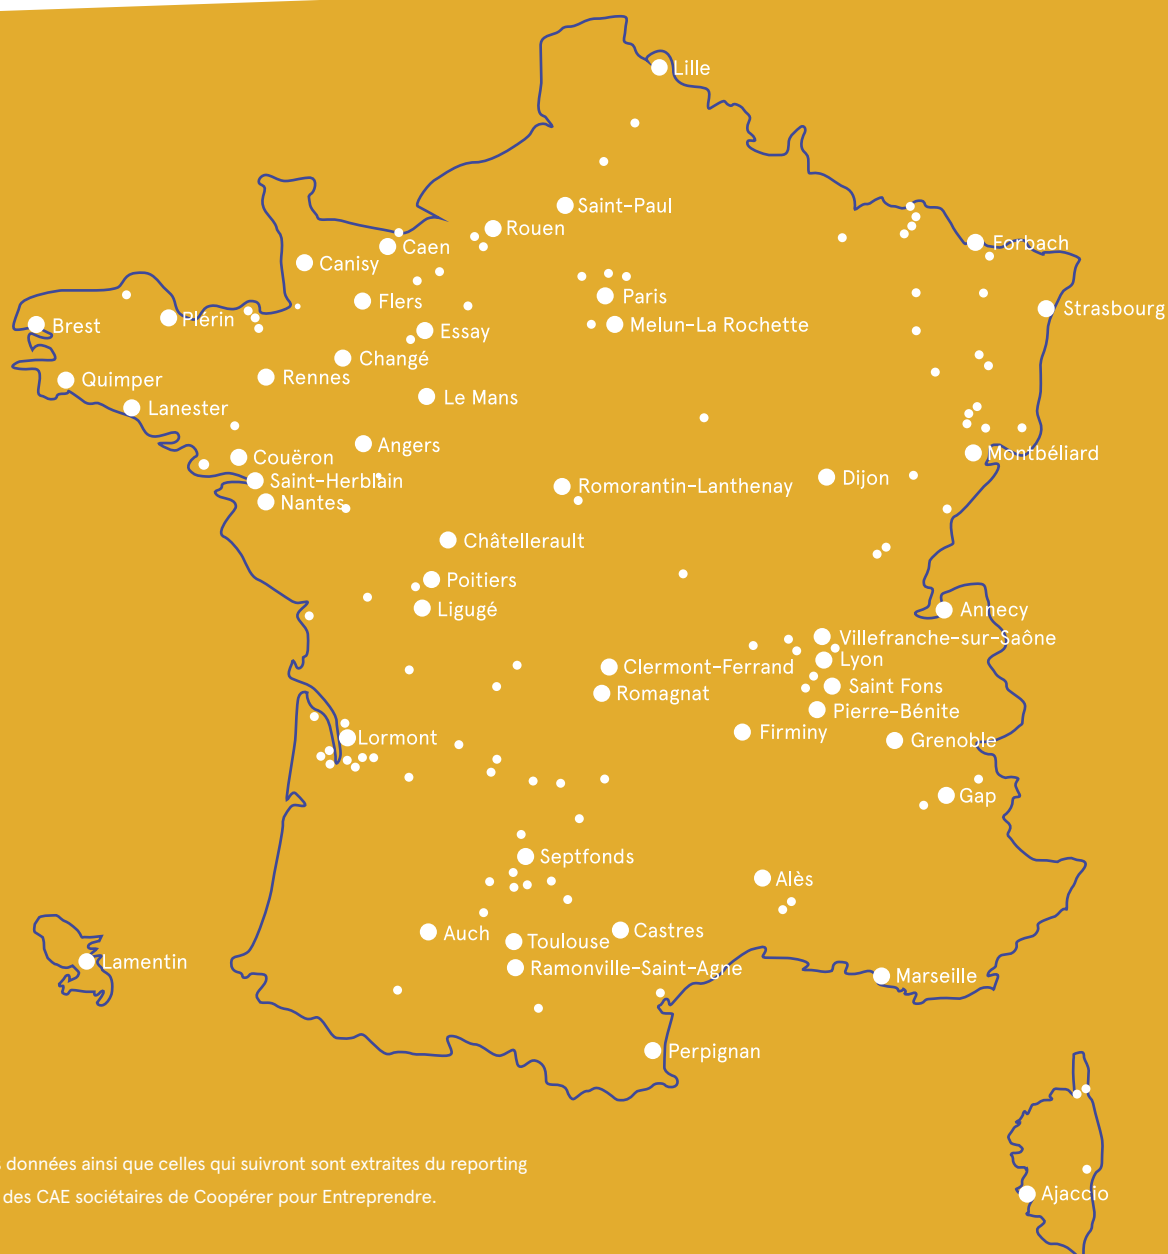 Lille
Saint-Paul
Rouen
Forbach
Caen
Canisy
Paris
Flers
Strasbourg
Plérin
Brest
Melun-La Rochette
Essay
Changé
Rennes
Quimper
Le Mans
Lanester
Angers
Montbéliard
Couëron
Dijon
Saint-Herblain
Romorantin-Lanthenay
Nantes
Châtellerault
Poitiers
Ligugé
Annecy
Villefranche-sur-Saône
Lyon
Clermont-Ferrand
Saint Fons
Romagnat
Pierre-Bénite
Firminy
Lormont
Grenoble
Gap
Septfonds
Alès
Castres
Auch
Toulouse
Lamentin
Ramonville-Saint-Agne
Marseille
Perpignan
données ainsi que celles qui suivront sont extraites du reporting
des CAE sociétaires de Coopérer pour Entreprendre.
Ajaccio